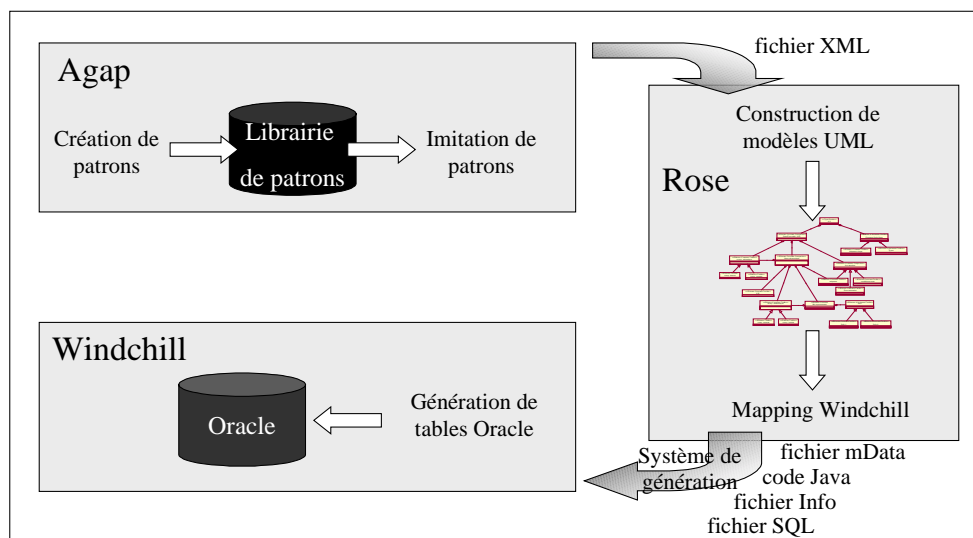 fichier XML
Agap
Création de
patrons
Librairie
de patrons
Imitation de
patrons
Construction de
modèles UML
Rose
Mapping Windchill
Windchill
Oracle
Génération de
tables Oracle
Système de
génération
fichier mData
code Java
fichier Info
fichier SQL